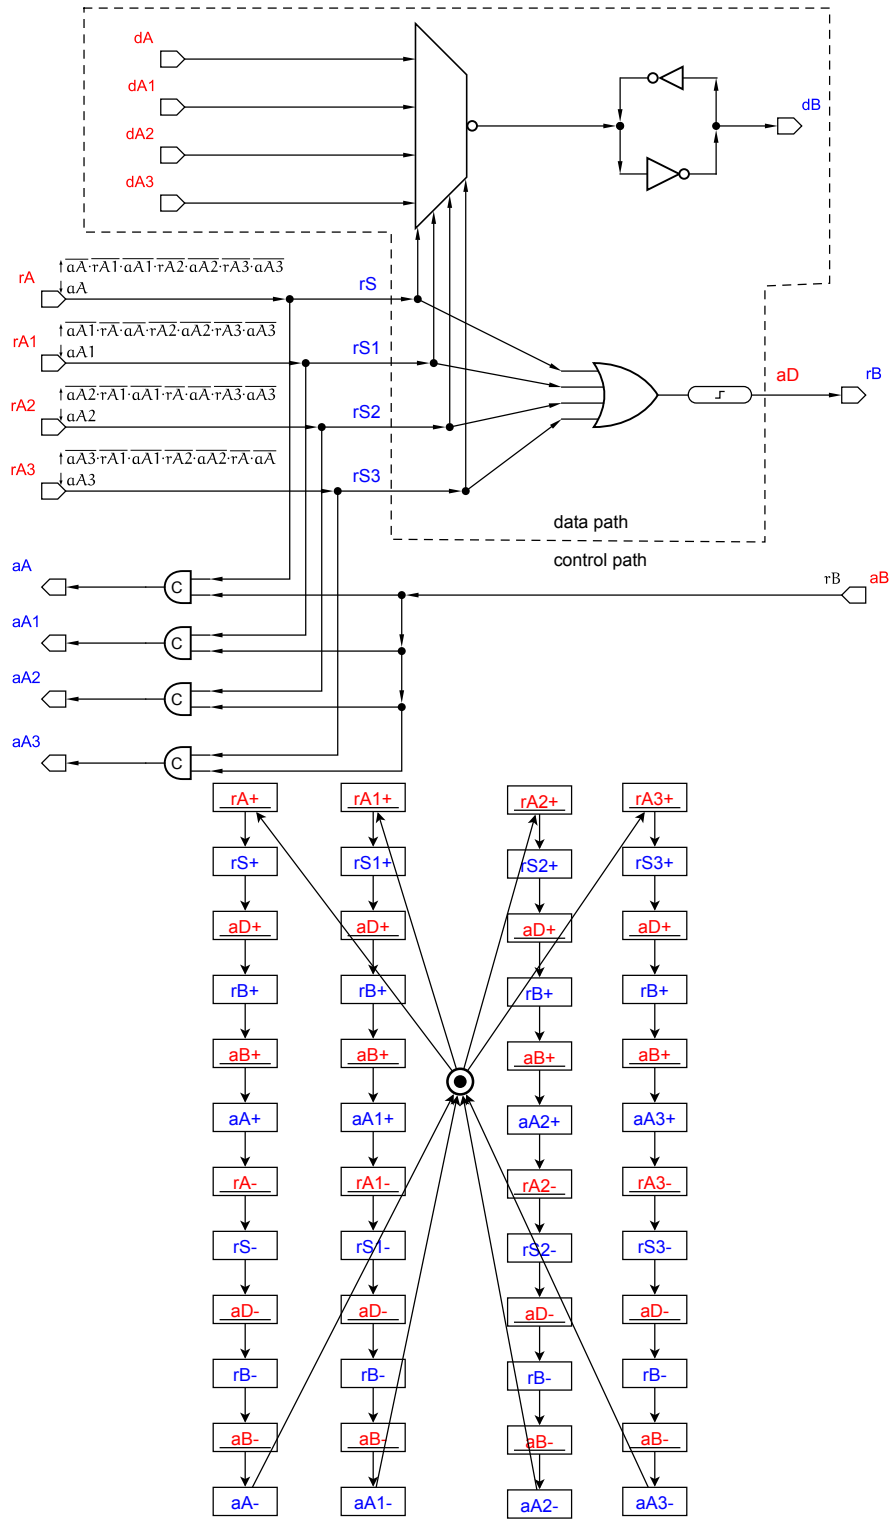 dA
dA1
dA2
dA3
dB
rA
aA·rA1·aA1·rA2·aA2·rA3·aA3
aA
rS
rA1
aA1·rA·aA·rA2·aA2·rA3·aA3
aA1
rS1
rA2
aA2·rA1·aA1·rA·aA·rA3·aA3
aA2
rS2
rA3
aA3·rA1·aA1·rA2·aA2·rA·aA
aA3
rS3
aD
rB
data path
control path
aA
C
rB
aB
aA1
C
aA2
C
aA3
C
rA+ rA1+ rA2+ rA3+
rS+ rS1+ rS2+ rS3+
aD+ aD+ aD+ aD+
rB+ rB+ rB+ rB+
aB+ aB+ aB+ aB+
aA+ aA1+ aA2+ aA3+
rA- rA1- rA2- rA3-
rS- rS1- rS2- rS3-
aD- aD- aD- aD-
rB- rB- rB- rB-
aB- aB- aB- aB-
aA- aA1- aA2- aA3-